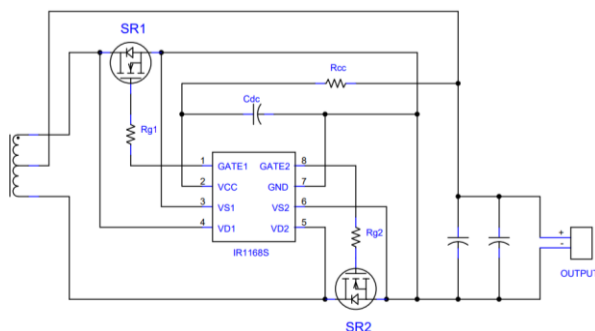 SR1
Rcc
Cdc
Rg1
1 GATE1 GATE2 8
2 VCC GND 7
3 VS1 VS2 6
4 VD1 VD2 5
IR1168S
Rg2
+
-
OUTPUT
SR2